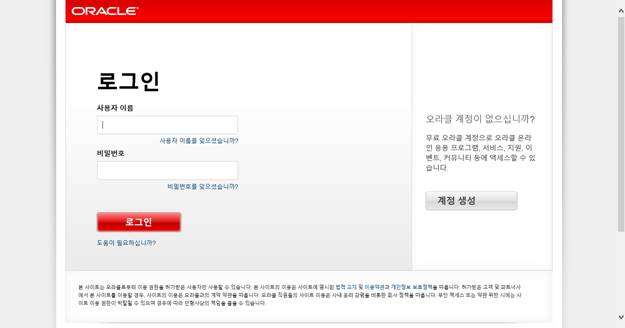 ORACLE
로그인
사용자 이름
사용자 이름을 잊으셨습니까?
비밀번호
비밀번호를 잊으셨습니까?
로그인
도움이 필요하십니까?
오라클 계정이 없으십니까?
무료 오라클 계정으로 오라클 온라
인 응용 프로그램, 서비스, 지원, 이
벤트, 커뮤니티 등에 액세스할 수 있
습니다.
계정 생성
본 사이트는 오라클로부터 이용 권한을 허가받은 사용자만 사용할 수 있습니다. 본 사이트의 이용은 사이트에 명시된 법적 고지 및 이용약관과 개인정보 보호정책을 따릅니다. 허가받은 고객 및 파트너사
에서 본 사이트를 이용할 경우, 사이트의 이용은 오라클과의 계약 약관을 따릅니다. 오라클 직원들의 사이트 이용은 사내 윤리 강령을 비롯한 회사 정책을 따릅니다. 무단 액세스 또는 약관 위반 시에는 사
이트 이용 권한이 박탈될 수 있으며 경우에 따라 민형사상의 책임을 물을 수 있습니다.